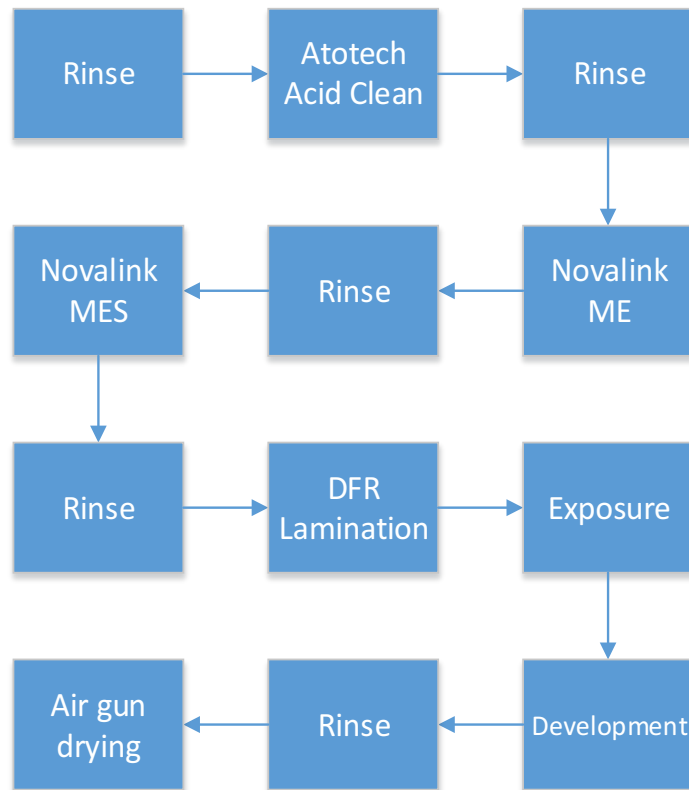 Rinse
Atotech
Acid Clean
Rinse
Novalink
MES
Rinse
Novalink
ME
Rinse
DFR
Lamination
Exposure
Air gun
drying
Rinse
Development